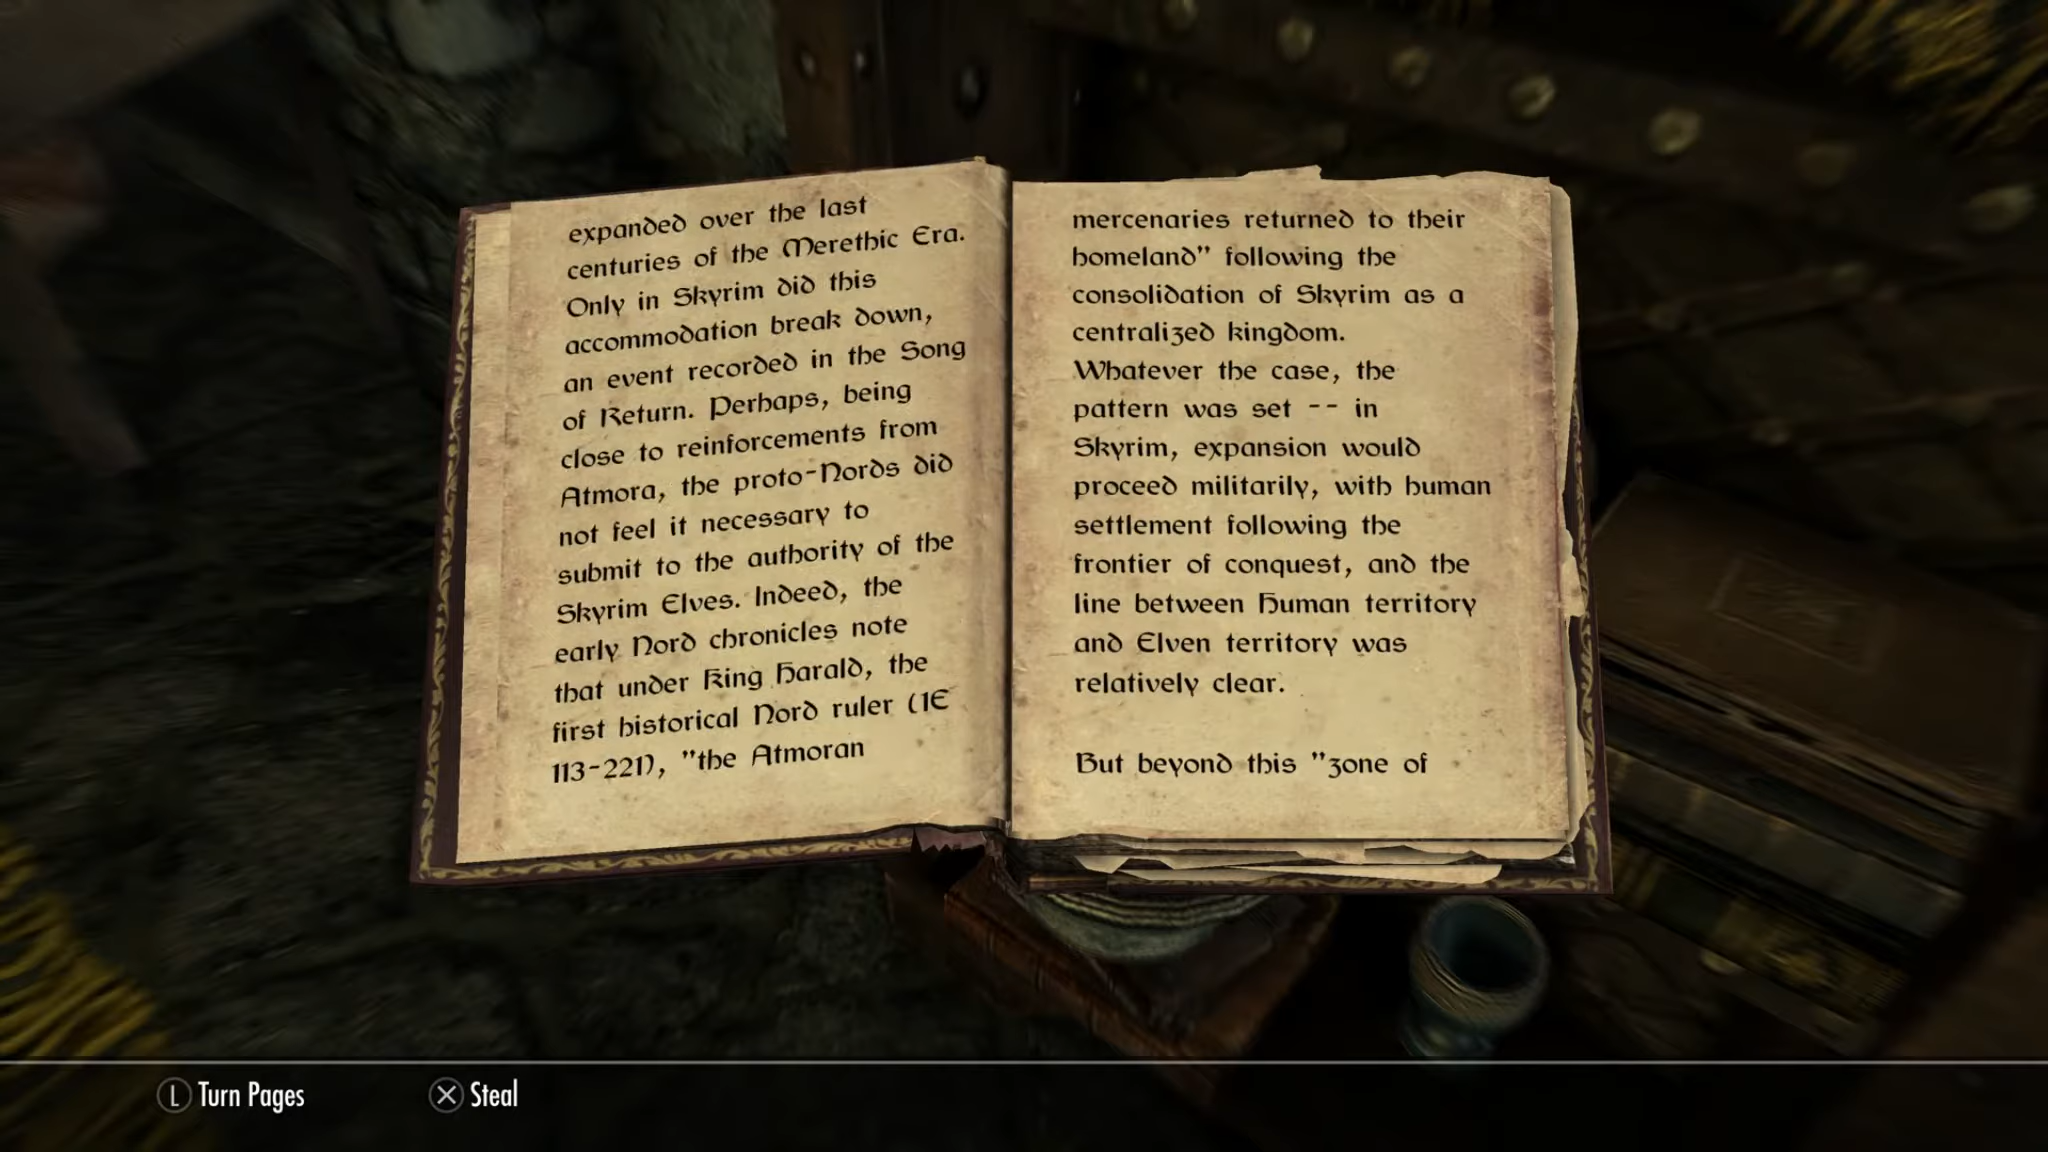 expanded over the last
centuries of the Merethic Era.
Only in Skyrim did this
accommodation break down,
an event recorded in the Song
of Return. Perhaps, being
close to reinforcements from
Atmora, the proto-Nords did
not feel it necessary to
submit to the authority of the
Skyrim Elves. Indeed, the
early Nord chronicles note
that under King Harald, the
first historical Nord ruler (1E
113-221), "the Atmoran
mercenaries returned to their
homeland" following the
consolidation of Skyrim as a
centralized kingdom.
Whatever the case, the
pattern was set -- in
Skyrim, expansion would
proceed militarily, with human
settlement following the
frontier of conquest, and the
line between Human territory
and Elven territory was
relatively clear.
But beyond this "zone of
L Turn Pages
X Steal